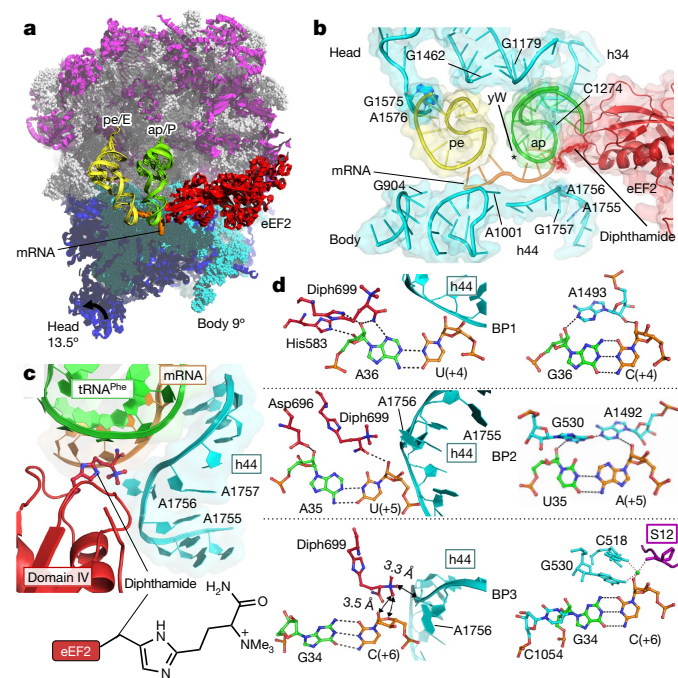 a
pe/E
ap/P
eEF2
mRNA
Head
13.5º
Body 9º
b
Head
G1462
G1179
h34
C1274
yW
G1575
A1576
pe
*
ap
mRNA
eEF2
G904
A1756
A1755
Body
A1001
h44
G1757
Diphthamide
c
tRNAPhe
mRNA
h44
A1757
A1756
A1755
Domain IV
Diphthamide
H2N
O
+
NMe3
NH
N
eEF2
d
Diph699
h44
BP1
His583
A36
U(+4)
A1493
G36
C(+4)
Asp696
Diph699
A1756
A1755
h44
BP2
A35
U(+5)
G530
A1492
U35
A(+5)
Diph699
3.3 Å
h44
BP3
3.5 Å
A1756
G34
C(+6)
C518
S12
G530
C1054
G34
C(+6)